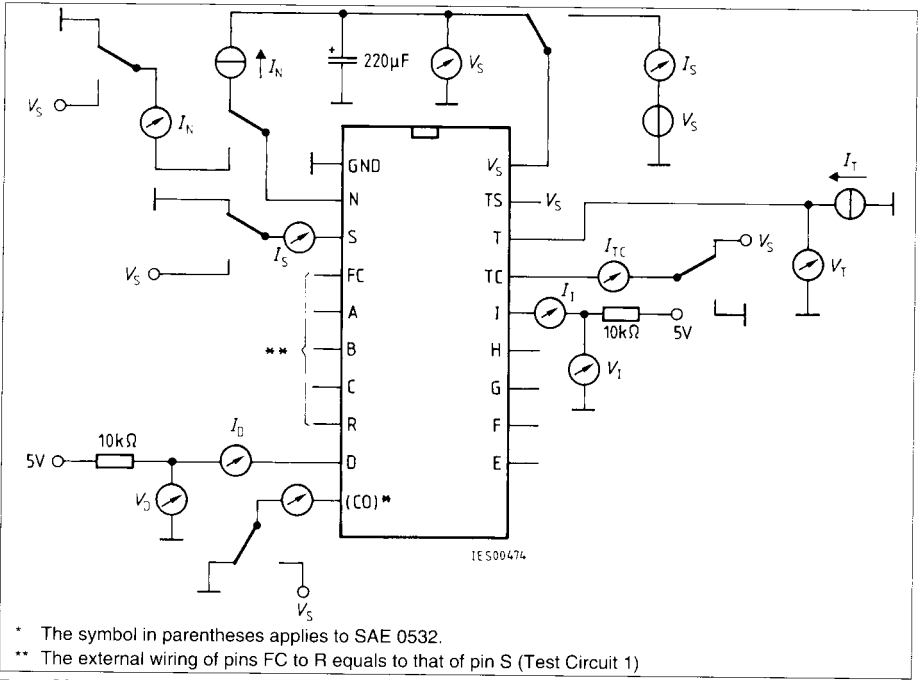 I_N
220µF
V_S
I_S
V_S
I_N
V_S
+
GND
N
S
FC
A
B
C
R
D
(CO)*
V_S
TS
T
TC
I
H
G
F
E
V_S
I_T
V_T
I_TC
V_S
I_I
10kΩ
5V
V_I
I_S
V_S
**
10kΩ
5V
I_D
V_D
V_S
IES00474
* The symbol in parentheses applies to SAE 0532.
** The external wiring of pins FC to R equals to that of pin S (Test Circuit 1)